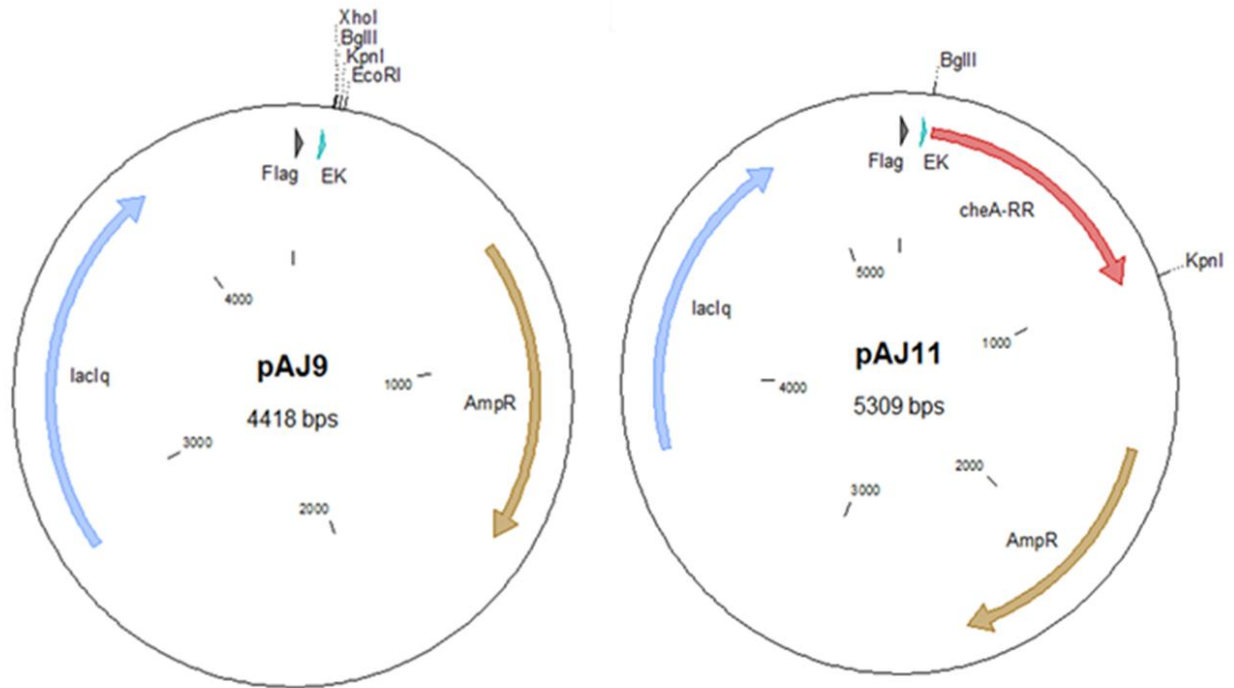 XhoI
BglII
KpnI
EcoRI
Flag
EK
4000
lacIq
pAJ9
4418 bps
1000
AmpR
3000
2000
BglII
Flag
EK
cheA-RR
KpnI
5000
lacIq
pAJ11
5309 bps
1000
4000
2000
3000
AmpR